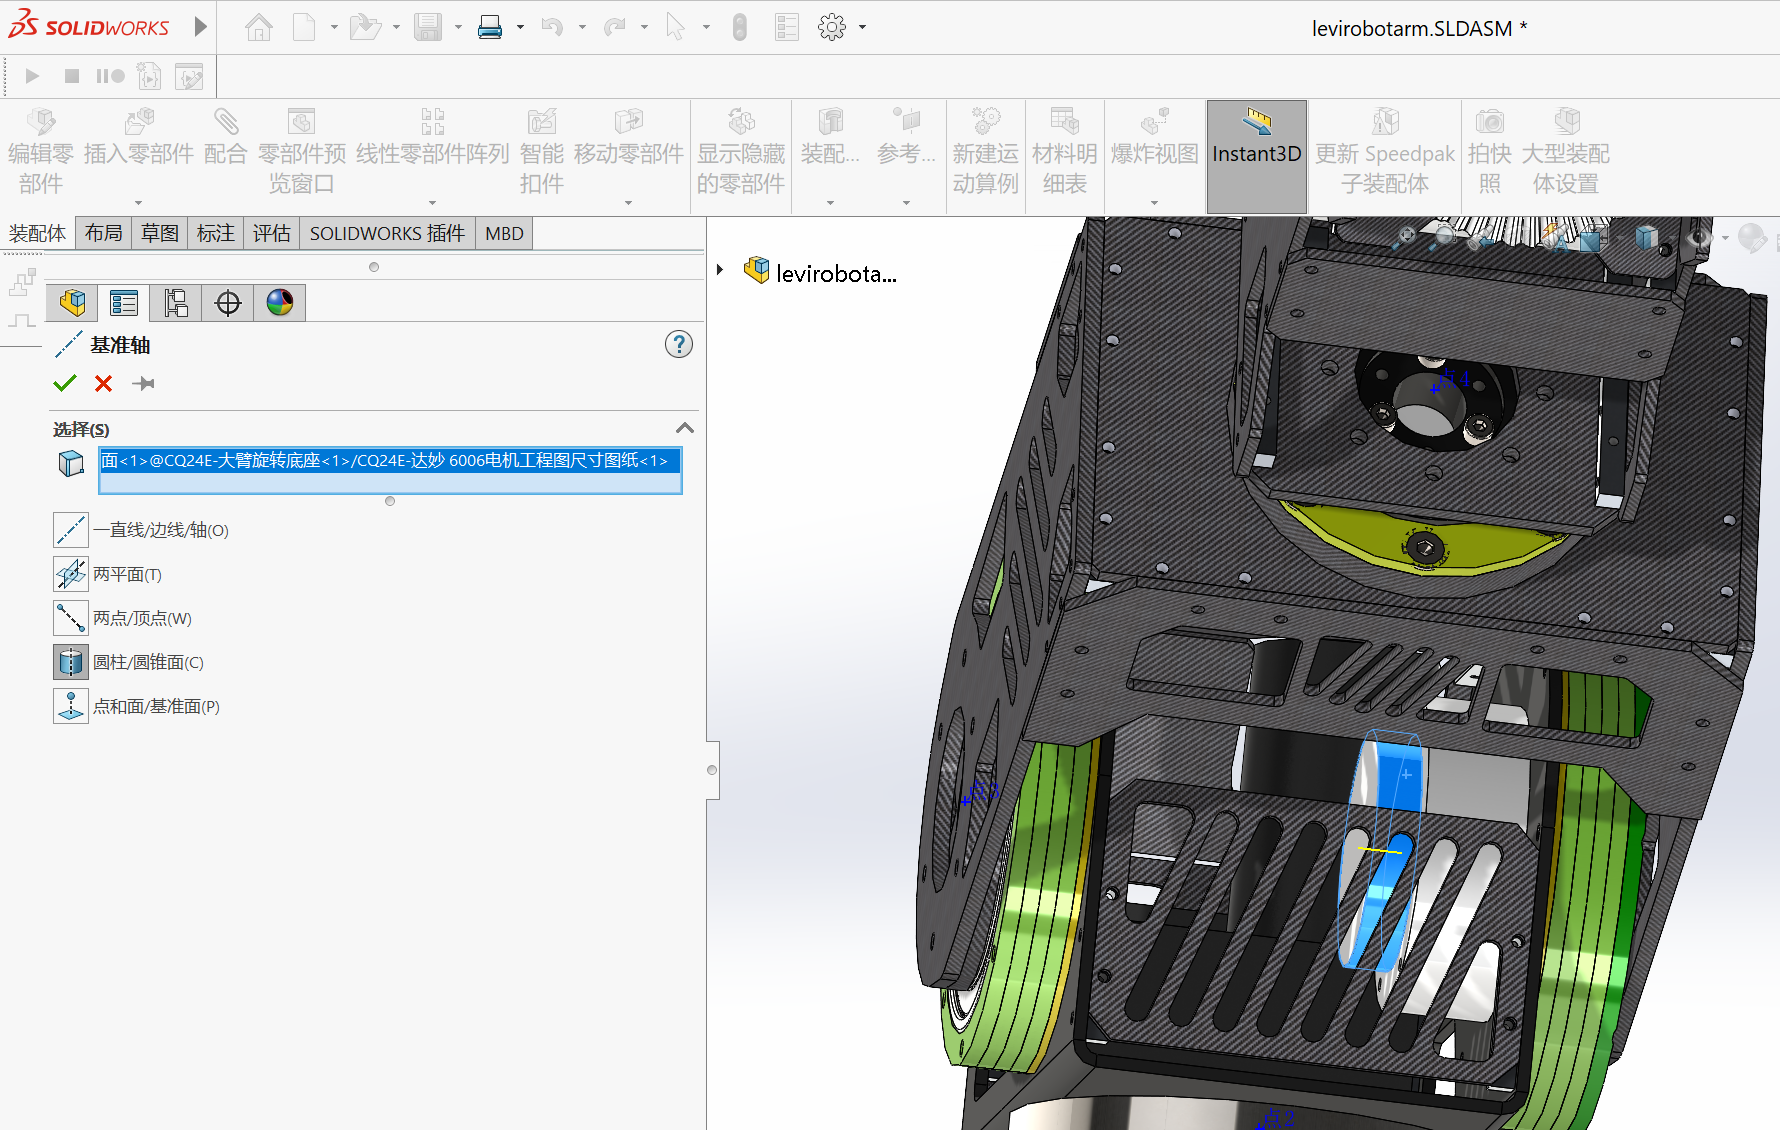 SOLIDWORKS
levirobotarm.SLDASM *
编辑零部件
插入零部件
配合
零部件预览窗口
线性零部件阵列
智能扣件
移动零部件
显示隐藏的零部件
装配...
参考...
新建运动算例
材料明细表
爆炸视图
Instant3D
更新 Speedpak 子装配体
拍快照
大型装配体设置
装配体 布局 草图 标注 评估 SOLIDWORKS 插件 MBD
levirobota...
基准轴
?
选择(S)
面<1>@CQ24E-大臂旋转底座<1>/CQ24E-达妙 6006电机工程图尺寸图纸<1>
一直线/边线/轴(O)
两平面(T)
两点/顶点(W)
圆柱/圆锥面(C)
点和面/基准面(P)
点4
点3
点2